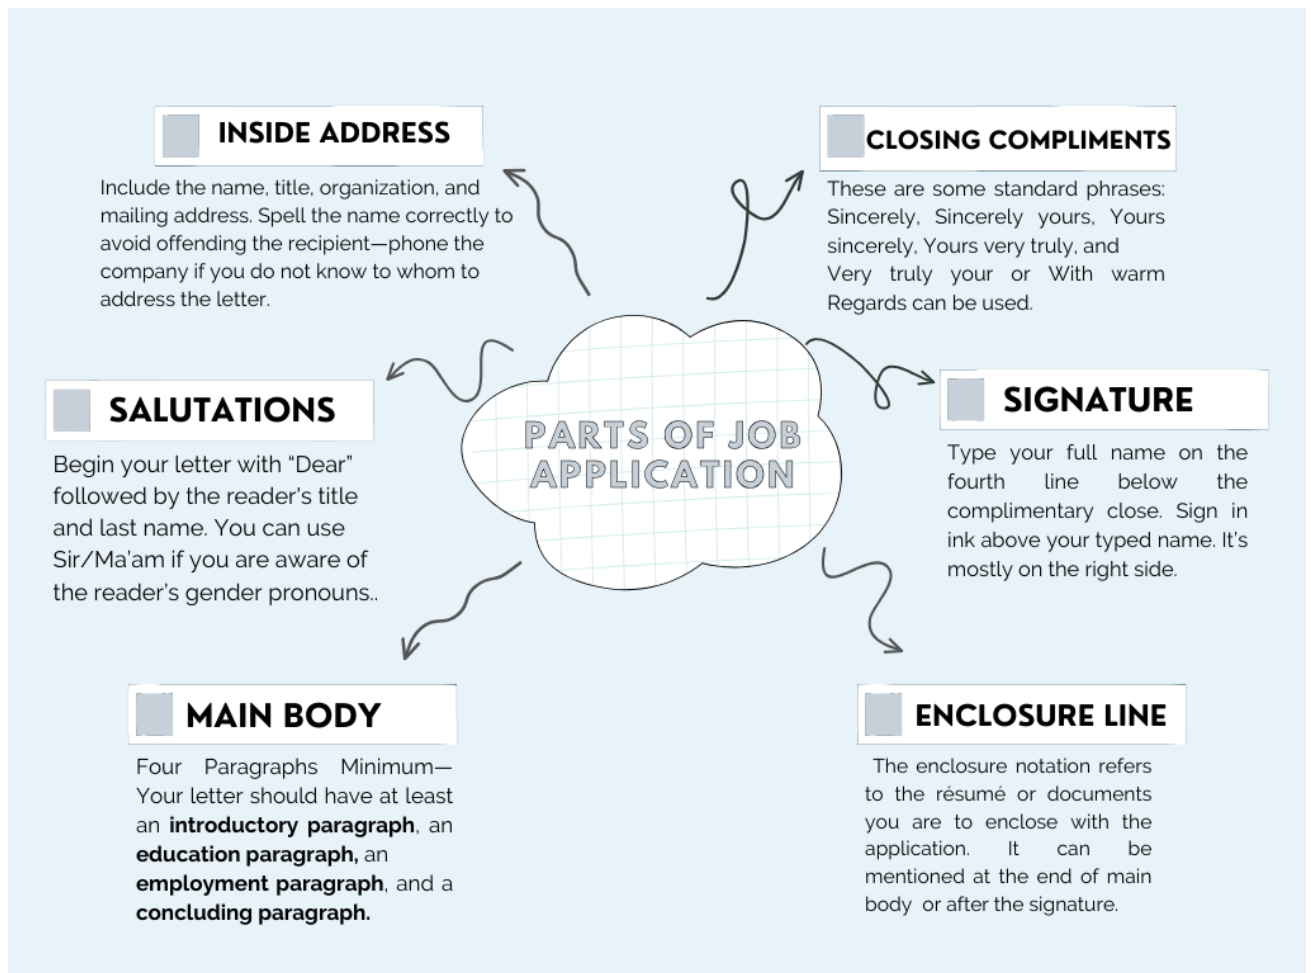 INSIDE ADDRESS
Include the name, title, organization, and
mailing address. Spell the name correctly to
avoid offending the recipient—phone the
company if you do not know to whom to
address the letter.
CLOSING COMPLIMENTS
These are some standard phrases:
Sincerely, Sincerely yours, Yours
sincerely, Yours very truly, and
Very truly your or With warm
Regards can be used.
SALUTATIONS
Begin your letter with “Dear”
followed by the reader’s title
and last name. You can use
Sir/Ma’am if you are aware of
the reader’s gender pronouns..
PARTS OF JOB
APPLICATION
SIGNATURE
Type your full name on the
fourth line below the
complimentary close. Sign in
ink above your typed name. It’s
mostly on the right side.
MAIN BODY
Four Paragraphs Minimum—
Your letter should have at least
an introductory paragraph, an
education paragraph, an
employment paragraph, and a
concluding paragraph.
ENCLOSURE LINE
The enclosure notation refers
to the résumé or documents
you are to enclose with the
application. It can be
mentioned at the end of main
body or after the signature.